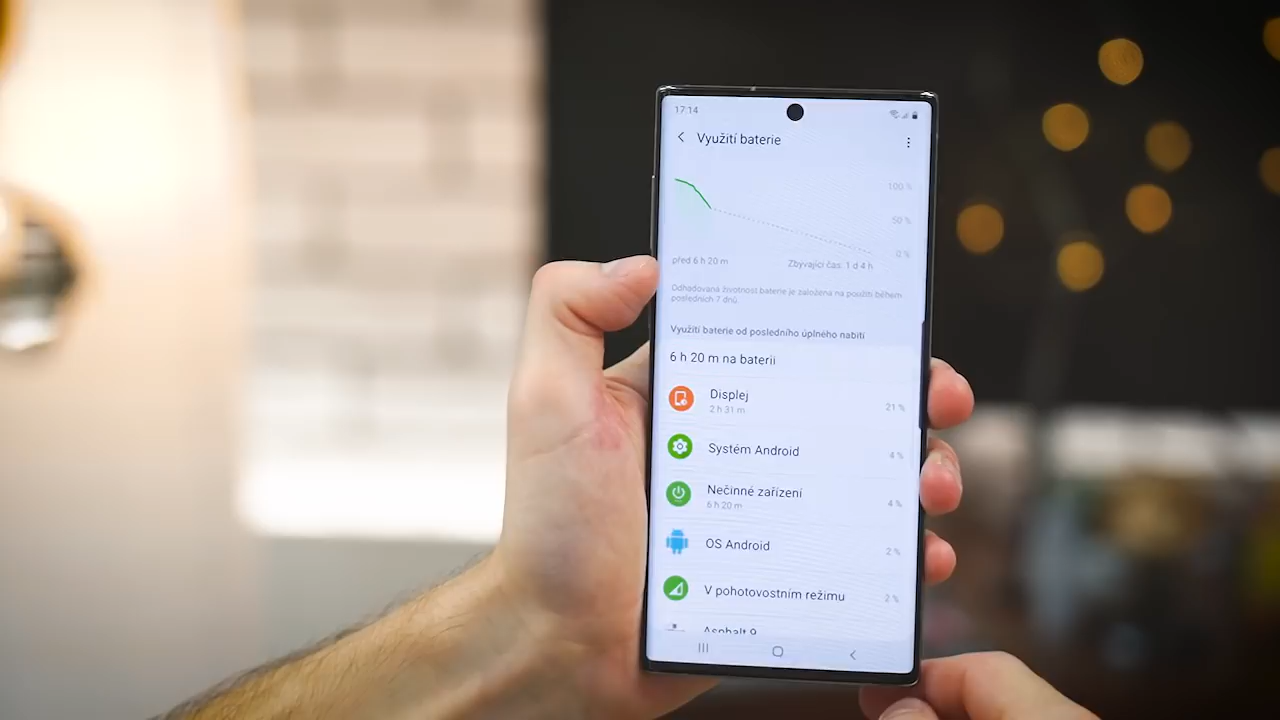 17:14
Využití baterie
100 %
50 %
0 %
před 6 h 20 m
Zbývající čas. 1 d 4 h
Odhadovaná životnost baterie je založena na použití během
posledních 7 dnů.
Využití baterie od posledního úplného nabití
6 h 20 m na baterii
Displej
2 h 31 m
21 %
Systém Android
4 %
Nečinné zařízení
6 h 20 m
4 %
OS Android
2 %
V pohotovostním režimu
2 %
Asphalt 9